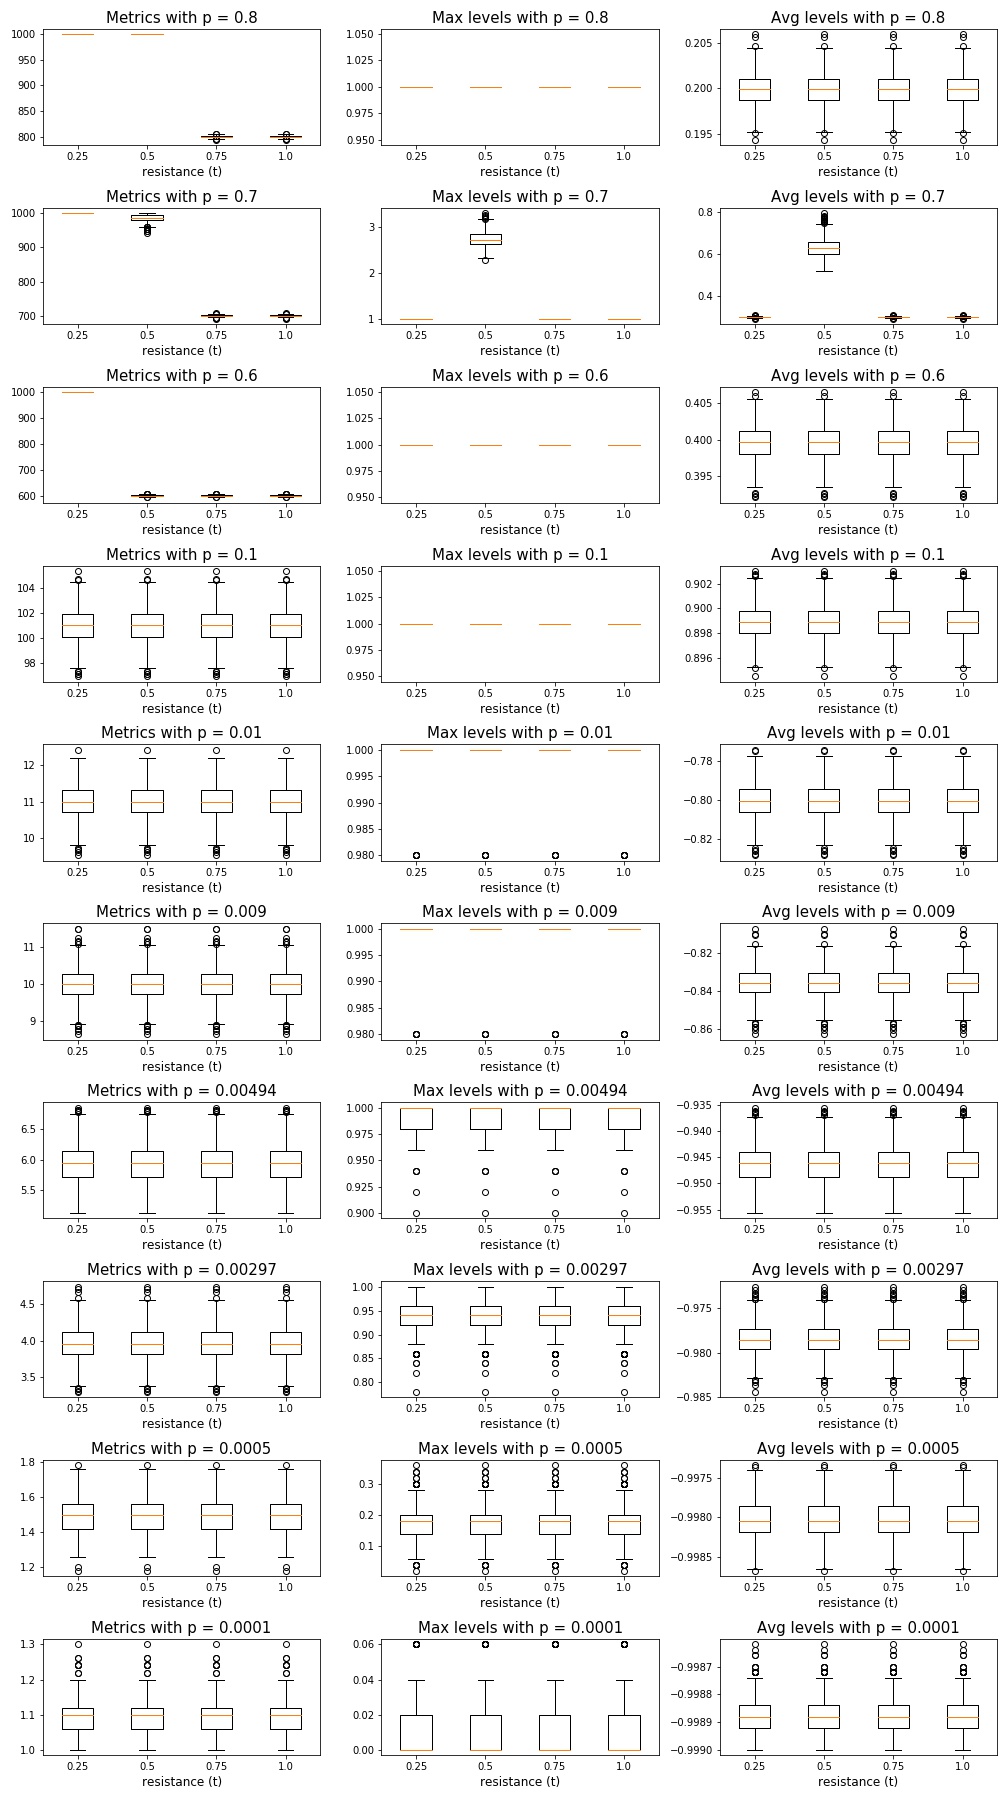 Metrics with p = 0.8 Max levels with p = 0.8 Avg levels with p = 0.8
1000 1.050 0.205
950 1.025
900 1.000 0.200
850 0.975
800 0.950 0.195
0.25 0.5 0.75 1.0 0.25 0.5 0.75 1.0 0.25 0.5 0.75 1.0
resistance (t) resistance (t) resistance (t)
Metrics with p = 0.7 Max levels with p = 0.7 Avg levels with p = 0.7
1000 3 0.8
900 2 0.6
800 0.4
700 1
0.25 0.5 0.75 1.0 0.25 0.5 0.75 1.0 0.25 0.5 0.75 1.0
resistance (t) resistance (t) resistance (t)
Metrics with p = 0.6 Max levels with p = 0.6 Avg levels with p = 0.6
1000 1.050 0.405
900 1.025
800 1.000 0.400
700 0.975 0.395
600 0.950
0.25 0.5 0.75 1.0 0.25 0.5 0.75 1.0 0.25 0.5 0.75 1.0
resistance (t) resistance (t) resistance (t)
Metrics with p = 0.1 Max levels with p = 0.1 Avg levels with p = 0.1
104 1.050 0.902
102 1.025 0.900
100 1.000 0.898
98 0.975 0.896
0.950
0.25 0.5 0.75 1.0 0.25 0.5 0.75 1.0 0.25 0.5 0.75 1.0
resistance (t) resistance (t) resistance (t)
Metrics with p = 0.01 Max levels with p = 0.01 Avg levels with p = 0.01
12 1.000 −0.78
11 0.995 −0.80
10 0.990 −0.82
0.985
0.980
0.25 0.5 0.75 1.0 0.25 0.5 0.75 1.0 0.25 0.5 0.75 1.0
resistance (t) resistance (t) resistance (t)
Metrics with p = 0.009 Max levels with p = 0.009 Avg levels with p = 0.009
11 1.000 −0.82
10 0.995 −0.84
9 0.990 −0.86
0.985
0.980
0.25 0.5 0.75 1.0 0.25 0.5 0.75 1.0 0.25 0.5 0.75 1.0
resistance (t) resistance (t) resistance (t)
Metrics with p = 0.00494 Max levels with p = 0.00494 Avg levels with p = 0.00494
6.5 1.000 −0.935
6.0 0.975 −0.940
5.5 0.950 −0.945
0.925 −0.950
0.900 −0.955
0.25 0.5 0.75 1.0 0.25 0.5 0.75 1.0 0.25 0.5 0.75 1.0
resistance (t) resistance (t) resistance (t)
Metrics with p = 0.00297 Max levels with p = 0.00297 Avg levels with p = 0.00297
4.5 1.00 −0.975
4.0 0.95 −0.980
3.5 0.90 −0.985
0.85
0.80
0.25 0.5 0.75 1.0 0.25 0.5 0.75 1.0 0.25 0.5 0.75 1.0
resistance (t) resistance (t) resistance (t)
Metrics with p = 0.0005 Max levels with p = 0.0005 Avg levels with p = 0.0005
1.8 0.3 −0.9975
1.6 0.2 −0.9980
1.4 0.1 −0.9985
1.2
0.25 0.5 0.75 1.0 0.25 0.5 0.75 1.0 0.25 0.5 0.75 1.0
resistance (t) resistance (t) resistance (t)
Metrics with p = 0.0001 Max levels with p = 0.0001 Avg levels with p = 0.0001
1.3 0.06 −0.9987
1.2 0.04 −0.9988
1.1 0.02 −0.9989
1.0 0.00 −0.9990
0.25 0.5 0.75 1.0 0.25 0.5 0.75 1.0 0.25 0.5 0.75 1.0
resistance (t) resistance (t) resistance (t)